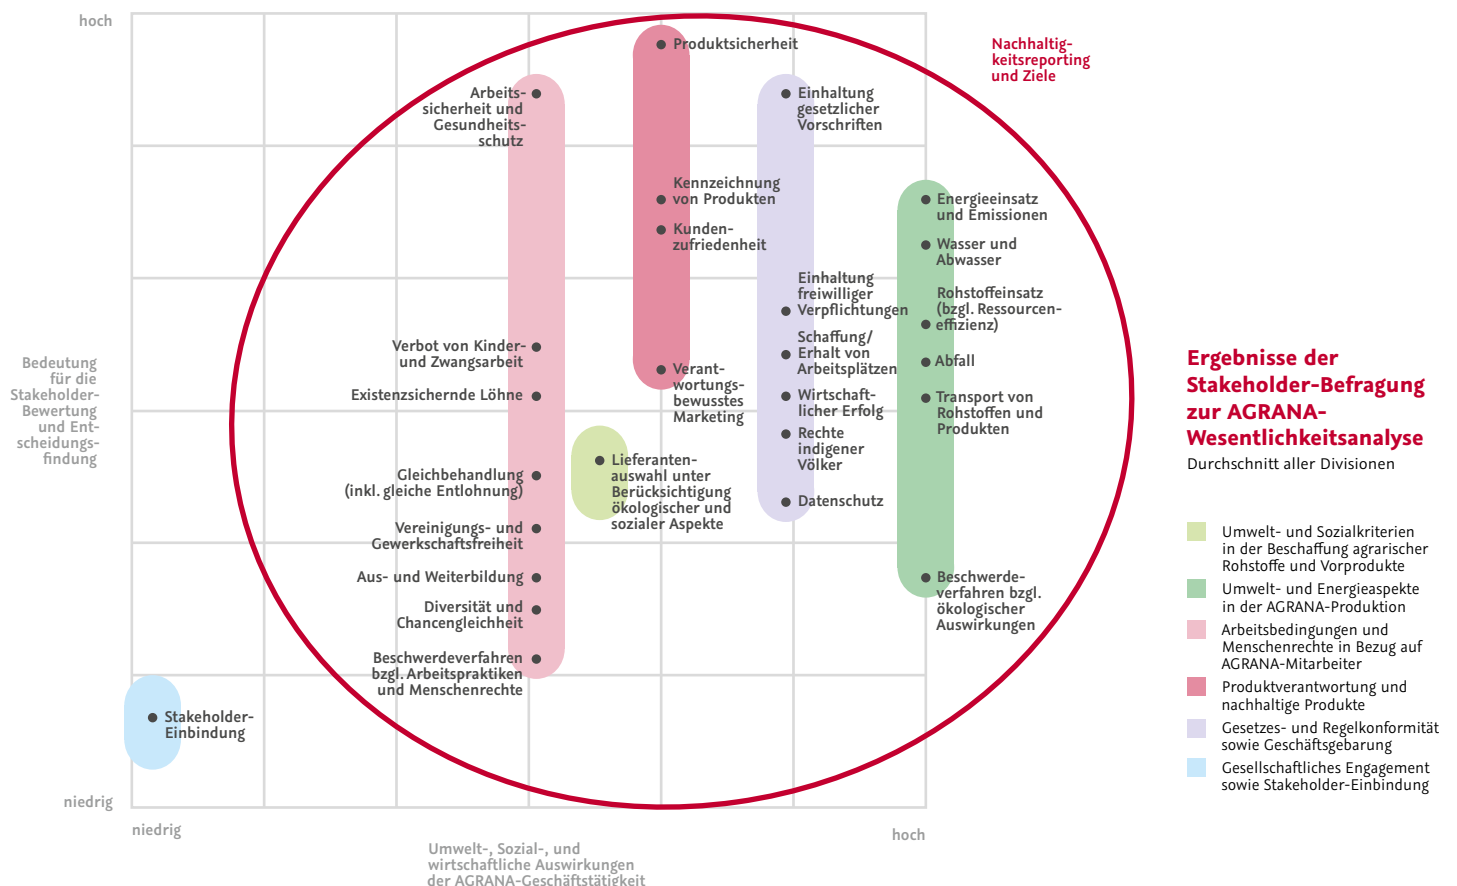 hoch
Bedeutung
für die
Stakeholder-
Bewertung
und Ent-
scheidungs-
findung
niedrig
niedrig
hoch
Umwelt-, Sozial-, und
wirtschaftliche Auswirkungen
der AGRANA-Geschäftstätigkeit
Nachhaltig-
keitsreporting
und Ziele
Arbeits-
sicherheit und
Gesundheits-
schutz
Verbot von Kinder-
und Zwangsarbeit
Existenzsichernde Löhne
Gleichbehandlung
(inkl. gleiche Entlohnung)
Vereinigungs- und
Gewerkschaftsfreiheit
Aus- und Weiterbildung
Diversität und
Chancengleichheit
Beschwerdeverfahren
bzgl. Arbeitspraktiken
und Menschenrechte
Stakeholder-
Einbindung
Lieferanten-
auswahl unter
Berücksichtigung
ökologischer und
sozialer Aspekte
Produktsicherheit
Kennzeichnung
von Produkten
Kunden-
zufriedenheit
Verant-
wortungs-
bewusstes
Marketing
Einhaltung
gesetzlicher
Vorschriften
Einhaltung
freiwilliger
Verpflichtungen
Schaffung/
Erhalt von
Arbeitsplätzen
Wirtschaft-
licher Erfolg
Rechte
indigener
Völker
Datenschutz
Energieeinsatz
und Emissionen
Wasser und
Abwasser
Rohstoffeinsatz
(bzgl. Ressourcen-
effizienz)
Abfall
Transport von
Rohstoffen und
Produkten
Beschwerde-
verfahren bzgl.
ökologischer
Auswirkungen
Ergebnisse der
Stakeholder-Befragung
zur AGRANA-
Wesentlichkeitsanalyse
Durchschnitt aller Divisionen
Umwelt- und Sozialkriterien
in der Beschaffung agrarischer
Rohstoffe und Vorprodukte
Umwelt- und Energieaspekte
in der AGRANA-Produktion
Arbeitsbedingungen und
Menschenrechte in Bezug auf
AGRANA-Mitarbeiter
Produktverantwortung und
nachhaltige Produkte
Gesetzes- und Regelkonformität
sowie Geschäftsgebarung
Gesellschaftliches Engagement
sowie Stakeholder-Einbindung